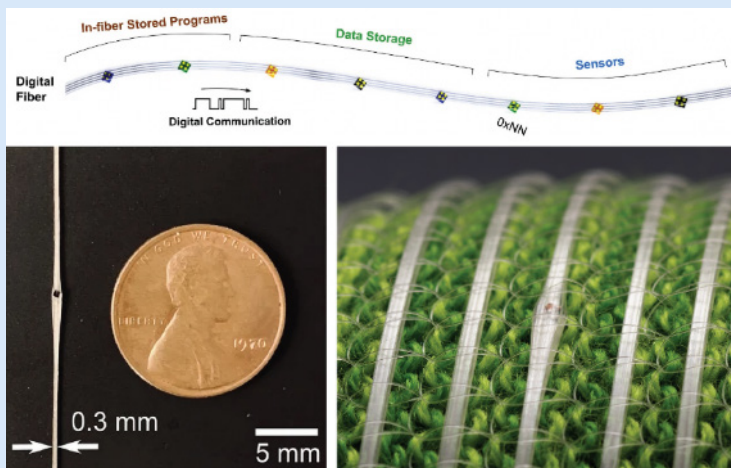 In-fiber Stored Programs
Data Storage
Sensors
Digital
Fiber
Digital Communication
0xNN
IN GOD WE TRUST
LIBERTY
1970
0.3 mm
5 mm